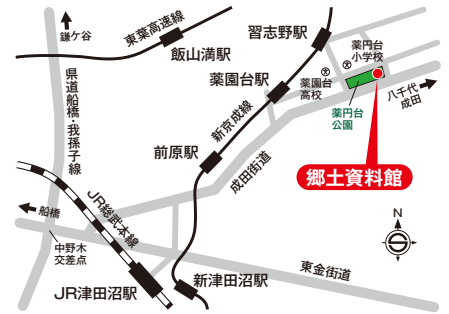 鎌ケ谷
東葉高速線
飯山満駅
習志野駅
薬円台
小学校
薬園台駅
薬園台
高校
八千代
成田
薬円台
公園
県道船橋・我孫子線
新京成線
前原駅
成田街道
郷土資料館
船橋
JR総武本線
N
中野木
交差点
新津田沼駅
東金街道
JR津田沼駅